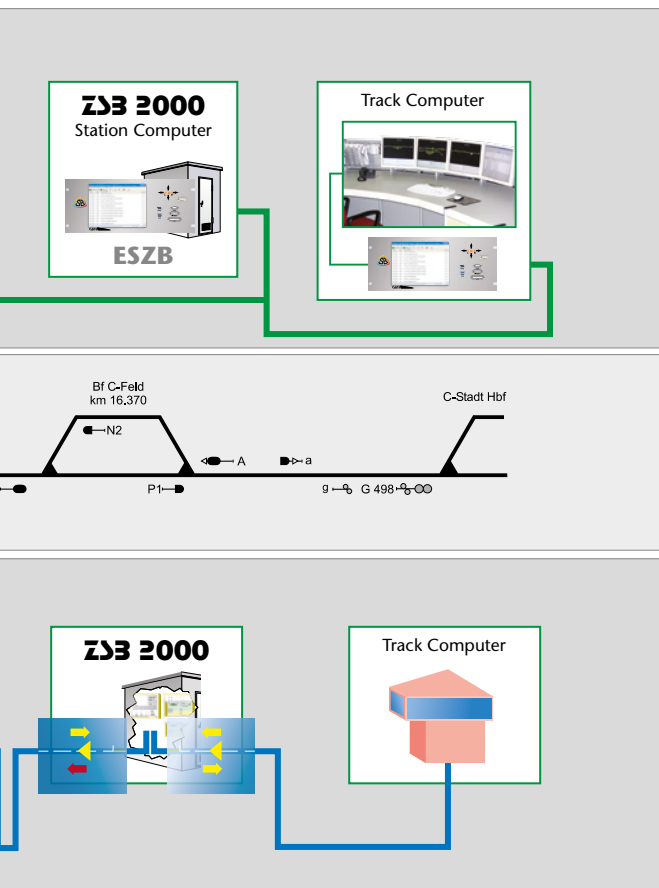 ZSB 2000
Station Computer
ESZB
Track Computer
Bf C-Feld
km 16.370
N2
A
a
P1
C-Stadt Hbf
g
G 498
ZSB 2000
Track Computer